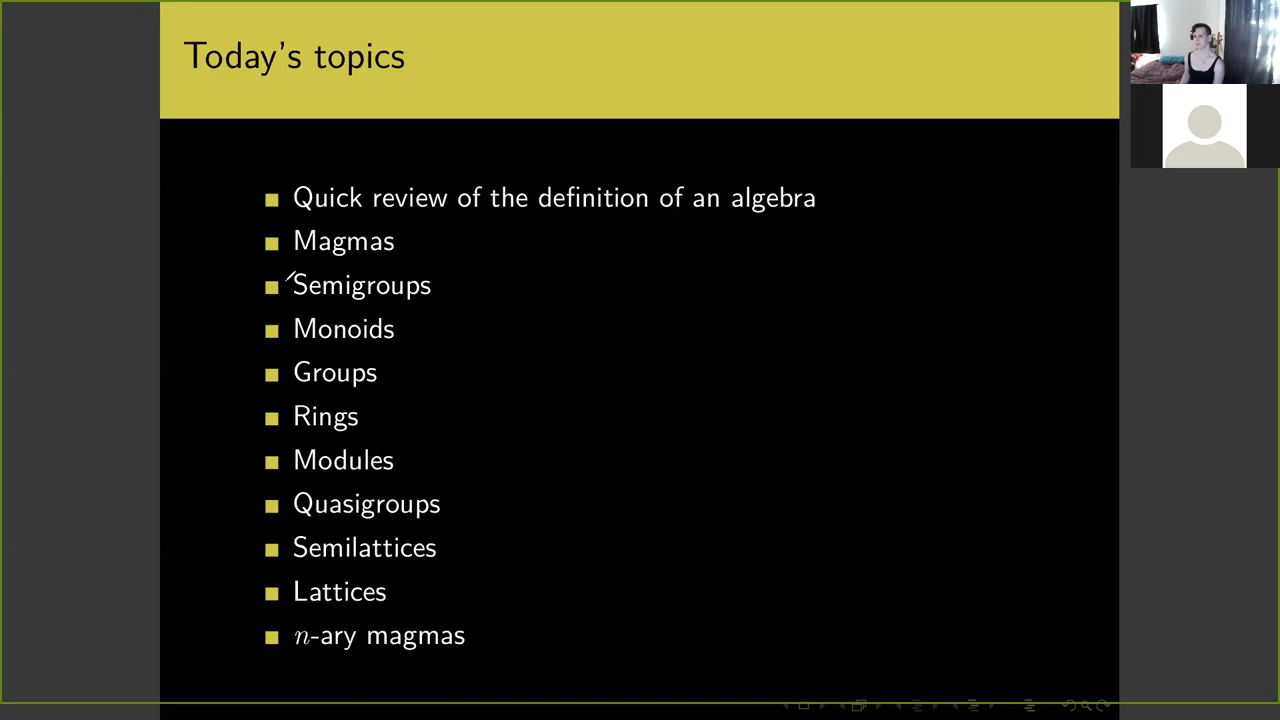 Today's topics
Quick review of the definition of an algebra
Magmas
Semigroups
Monoids
Groups
Rings
Modules
Quasigroups
Semilattices
Lattices
n-ary magmas